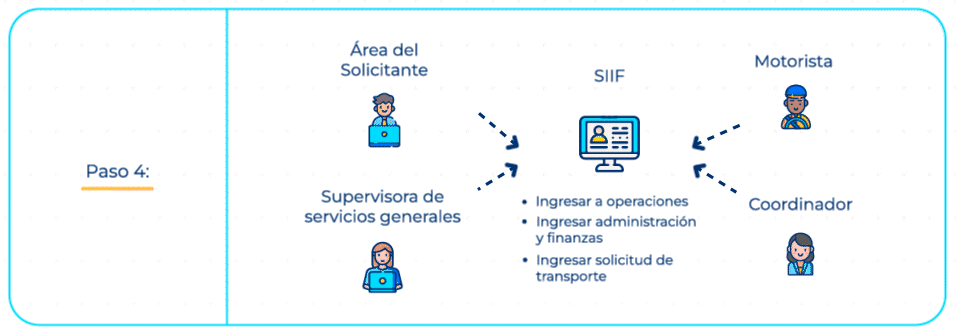 Paso 4:
Área del
Solicitante
Supervisora de
servicios generales
SIIF
• Ingresar a operaciones
• Ingresar administración
y finanzas
• Ingresar solicitud de
transporte
Motorista
Coordinador